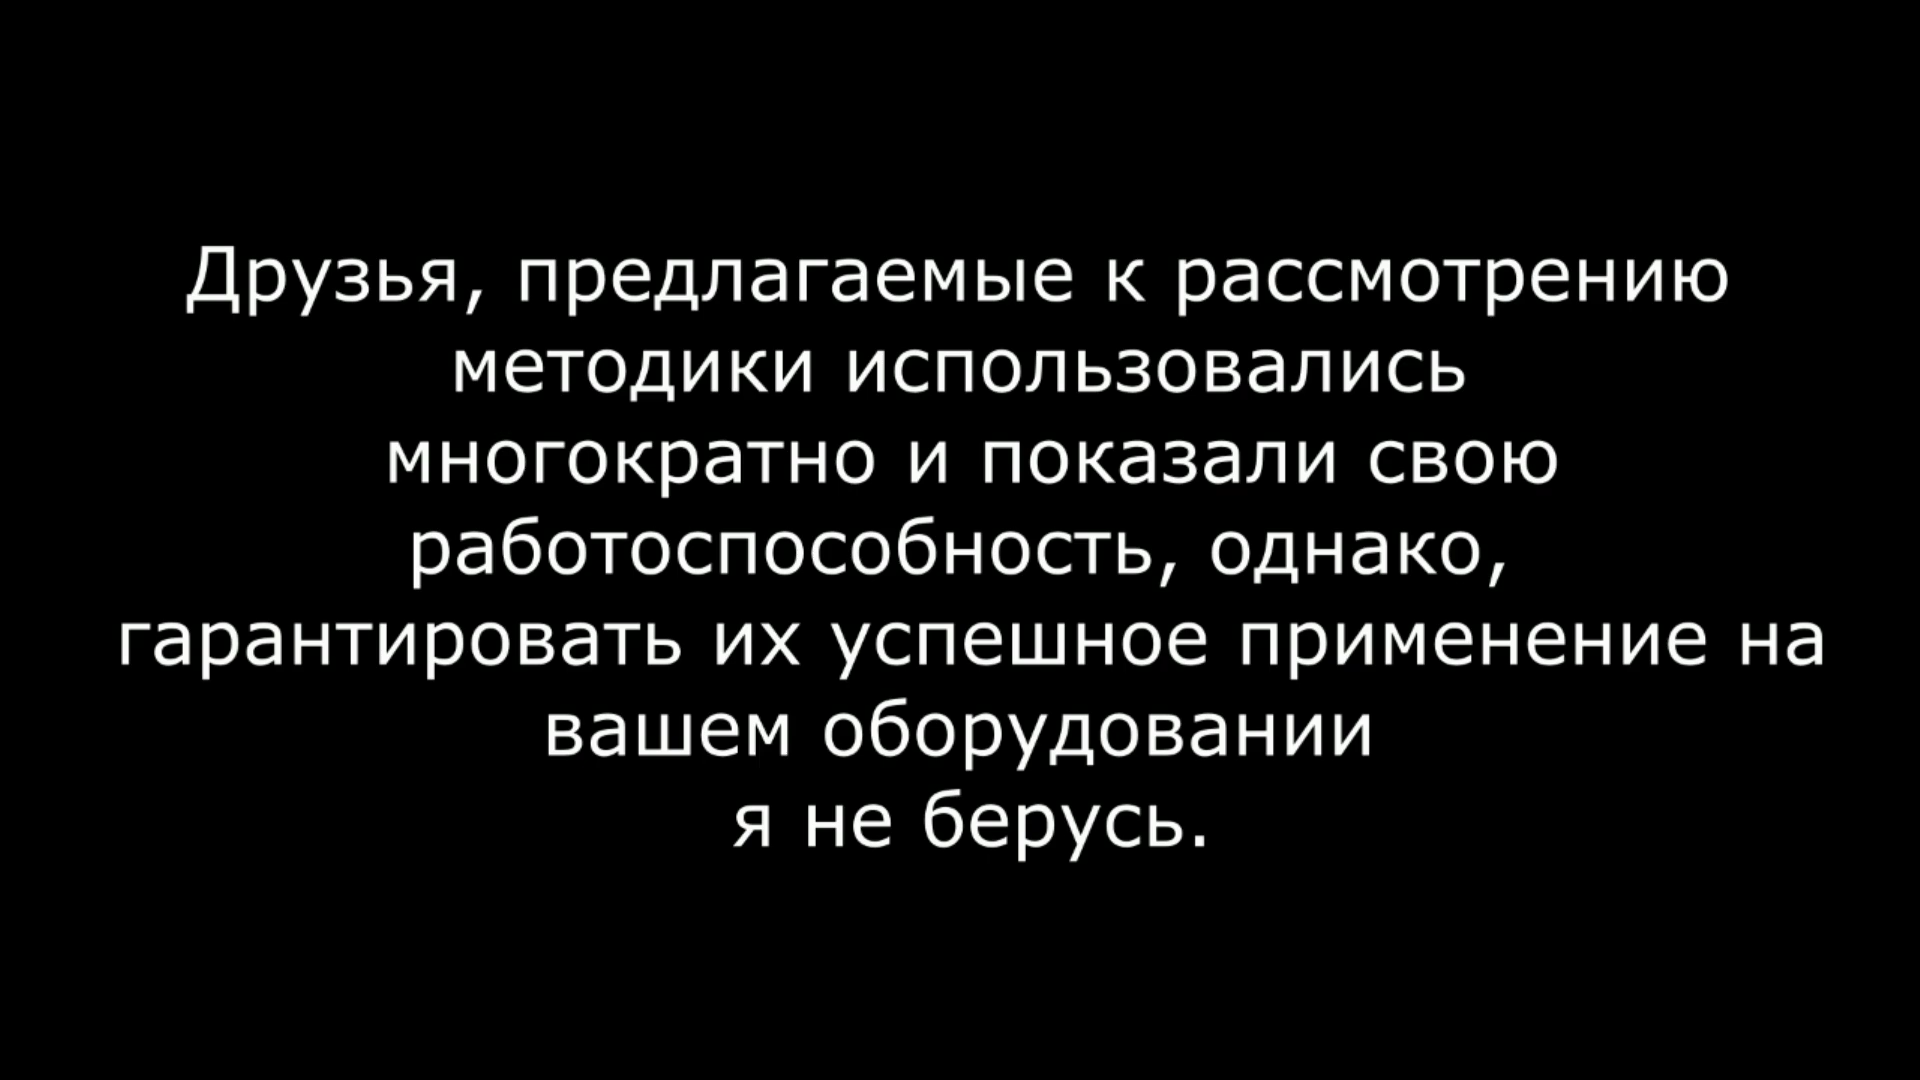 Друзья, предлагаемые к рассмотрению
методики использовались
многократно и показали свою
работоспособность, однако,
гарантировать их успешное применение на
вашем оборудовании
я не берусь.